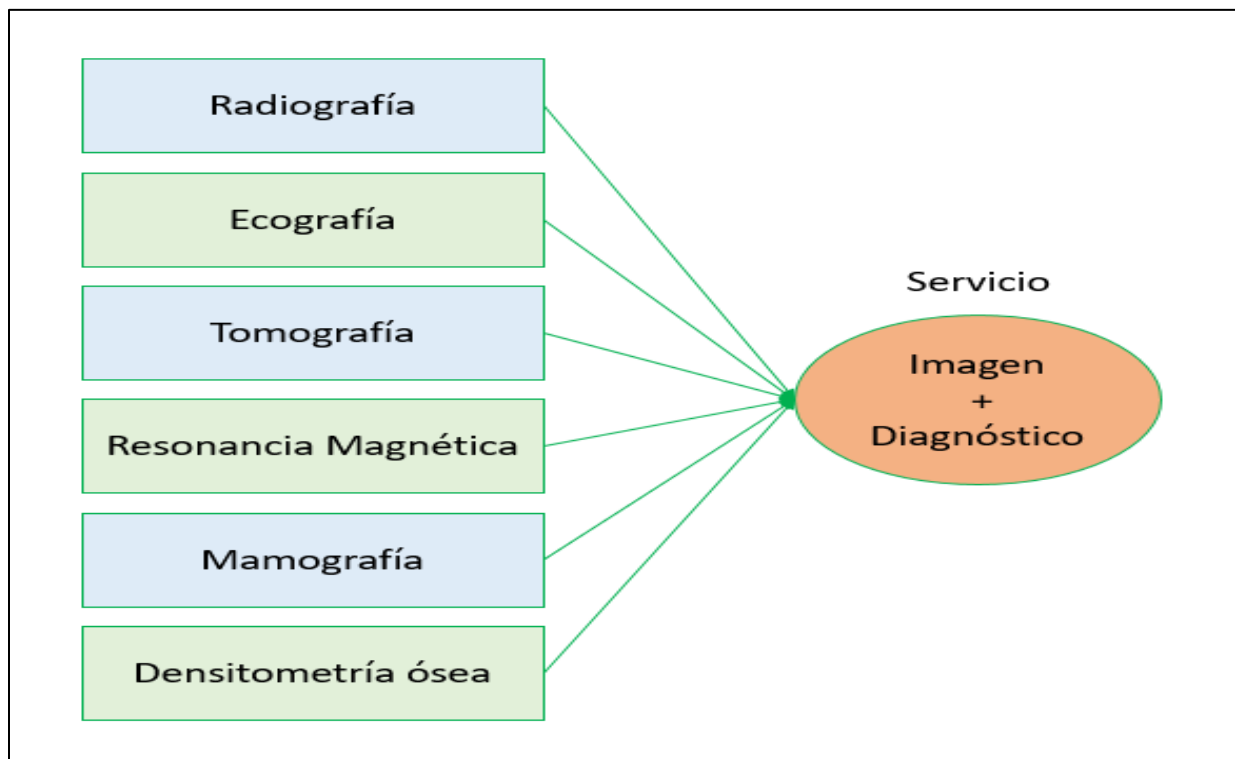 Radiografía
Ecografía
Tomografía
Resonancia Magnética
Mamografía
Densitometría ósea
Servicio
Imagen
+
Diagnóstico